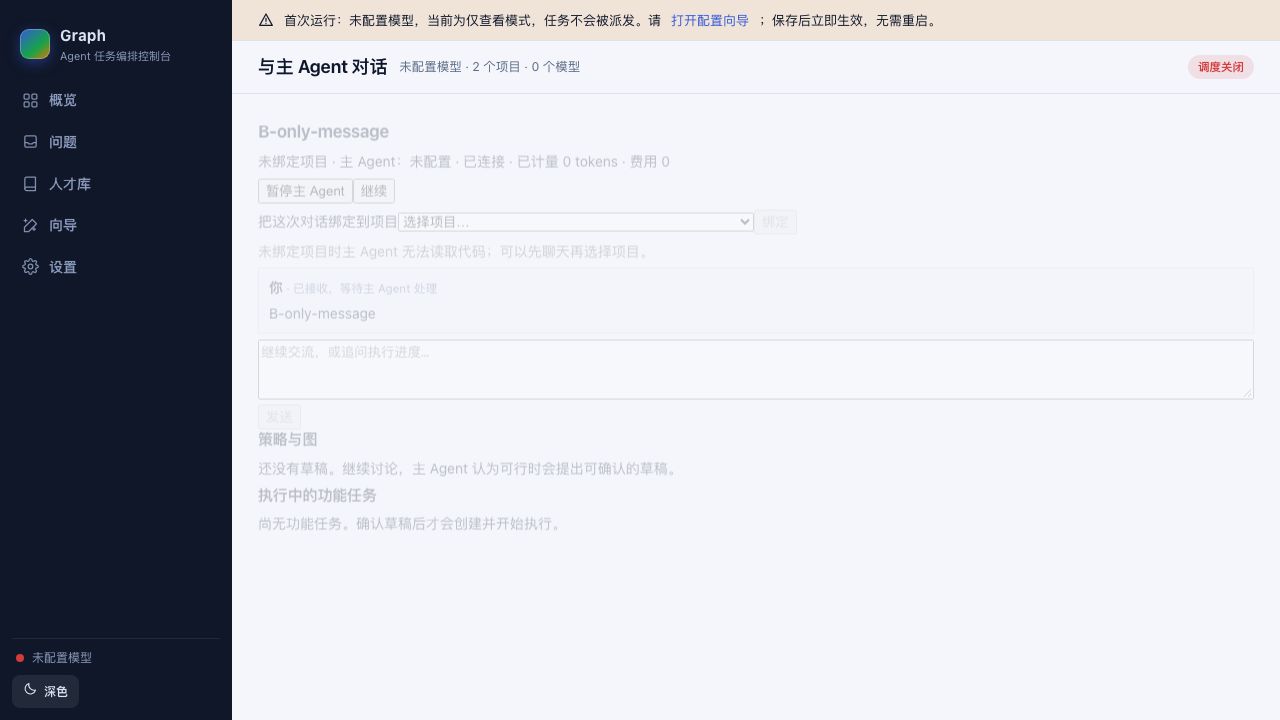 Graph
Agent 任务编排控制台
概览
问题
人才库
向导
设置
未配置模型
深色
首次运行：未配置模型，当前为仅查看模式，任务不会被派发。请 打开配置向导 ；保存后立即生效，无需重启。
与主 Agent 对话 未配置模型 · 2 个项目 · 0 个模型 调度关闭
B-only-message
未绑定项目 · 主 Agent：未配置 · 已连接 · 已计量 0 tokens · 费用 0
暂停主 Agent 继续
把这次对话绑定到项目 选择项目… 绑定
未绑定项目时主 Agent 无法读取代码；可以先聊天再选择项目。
你 · 已接收，等待主 Agent 处理
B-only-message
继续交流，或追问执行进度…
发送
策略与图
还没有草稿。继续讨论，主 Agent 认为可行时会提出可确认的草稿。
执行中的功能任务
尚无功能任务。确认草稿后才会创建并开始执行。